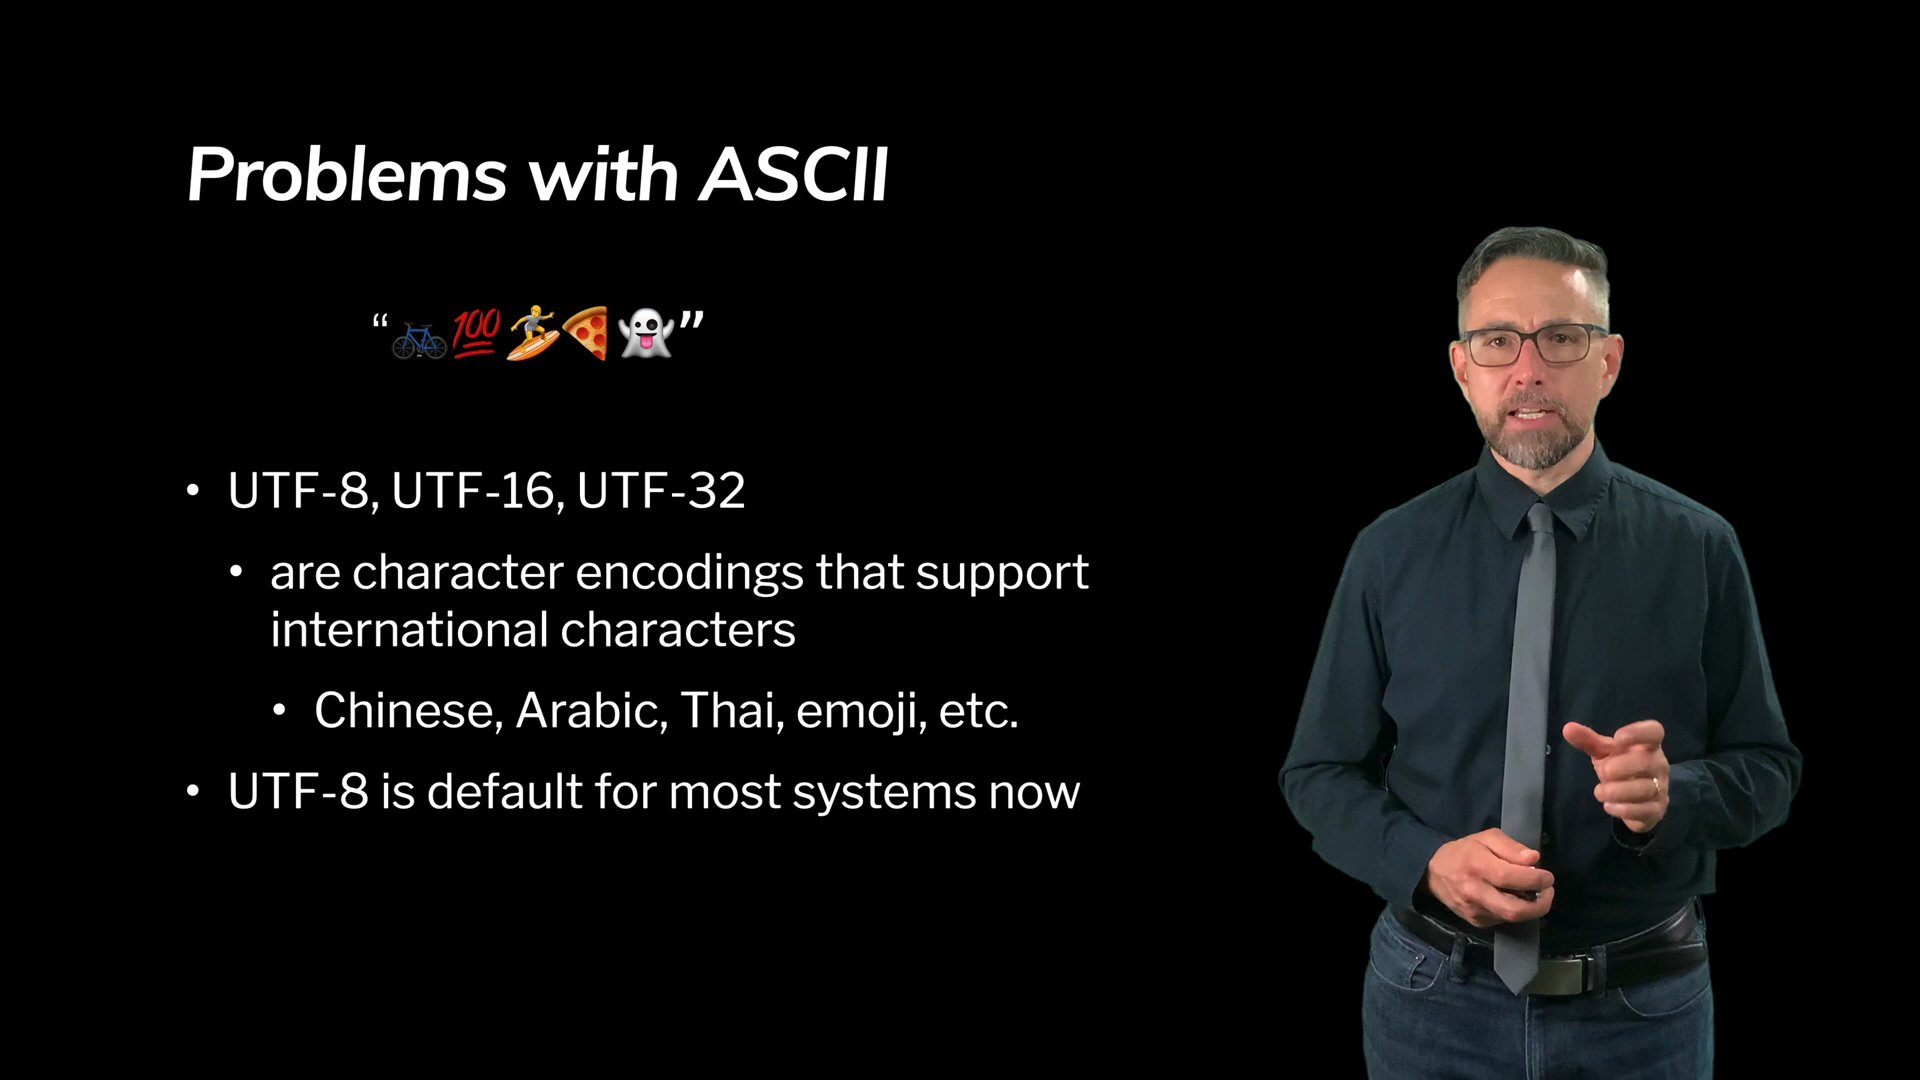 Problems with ASCII
“🚲💯🏄🍕👻”
• UTF-8, UTF-16, UTF-32
• are character encodings that support
international characters
• Chinese, Arabic, Thai, emoji, etc.
• UTF-8 is default for most systems now